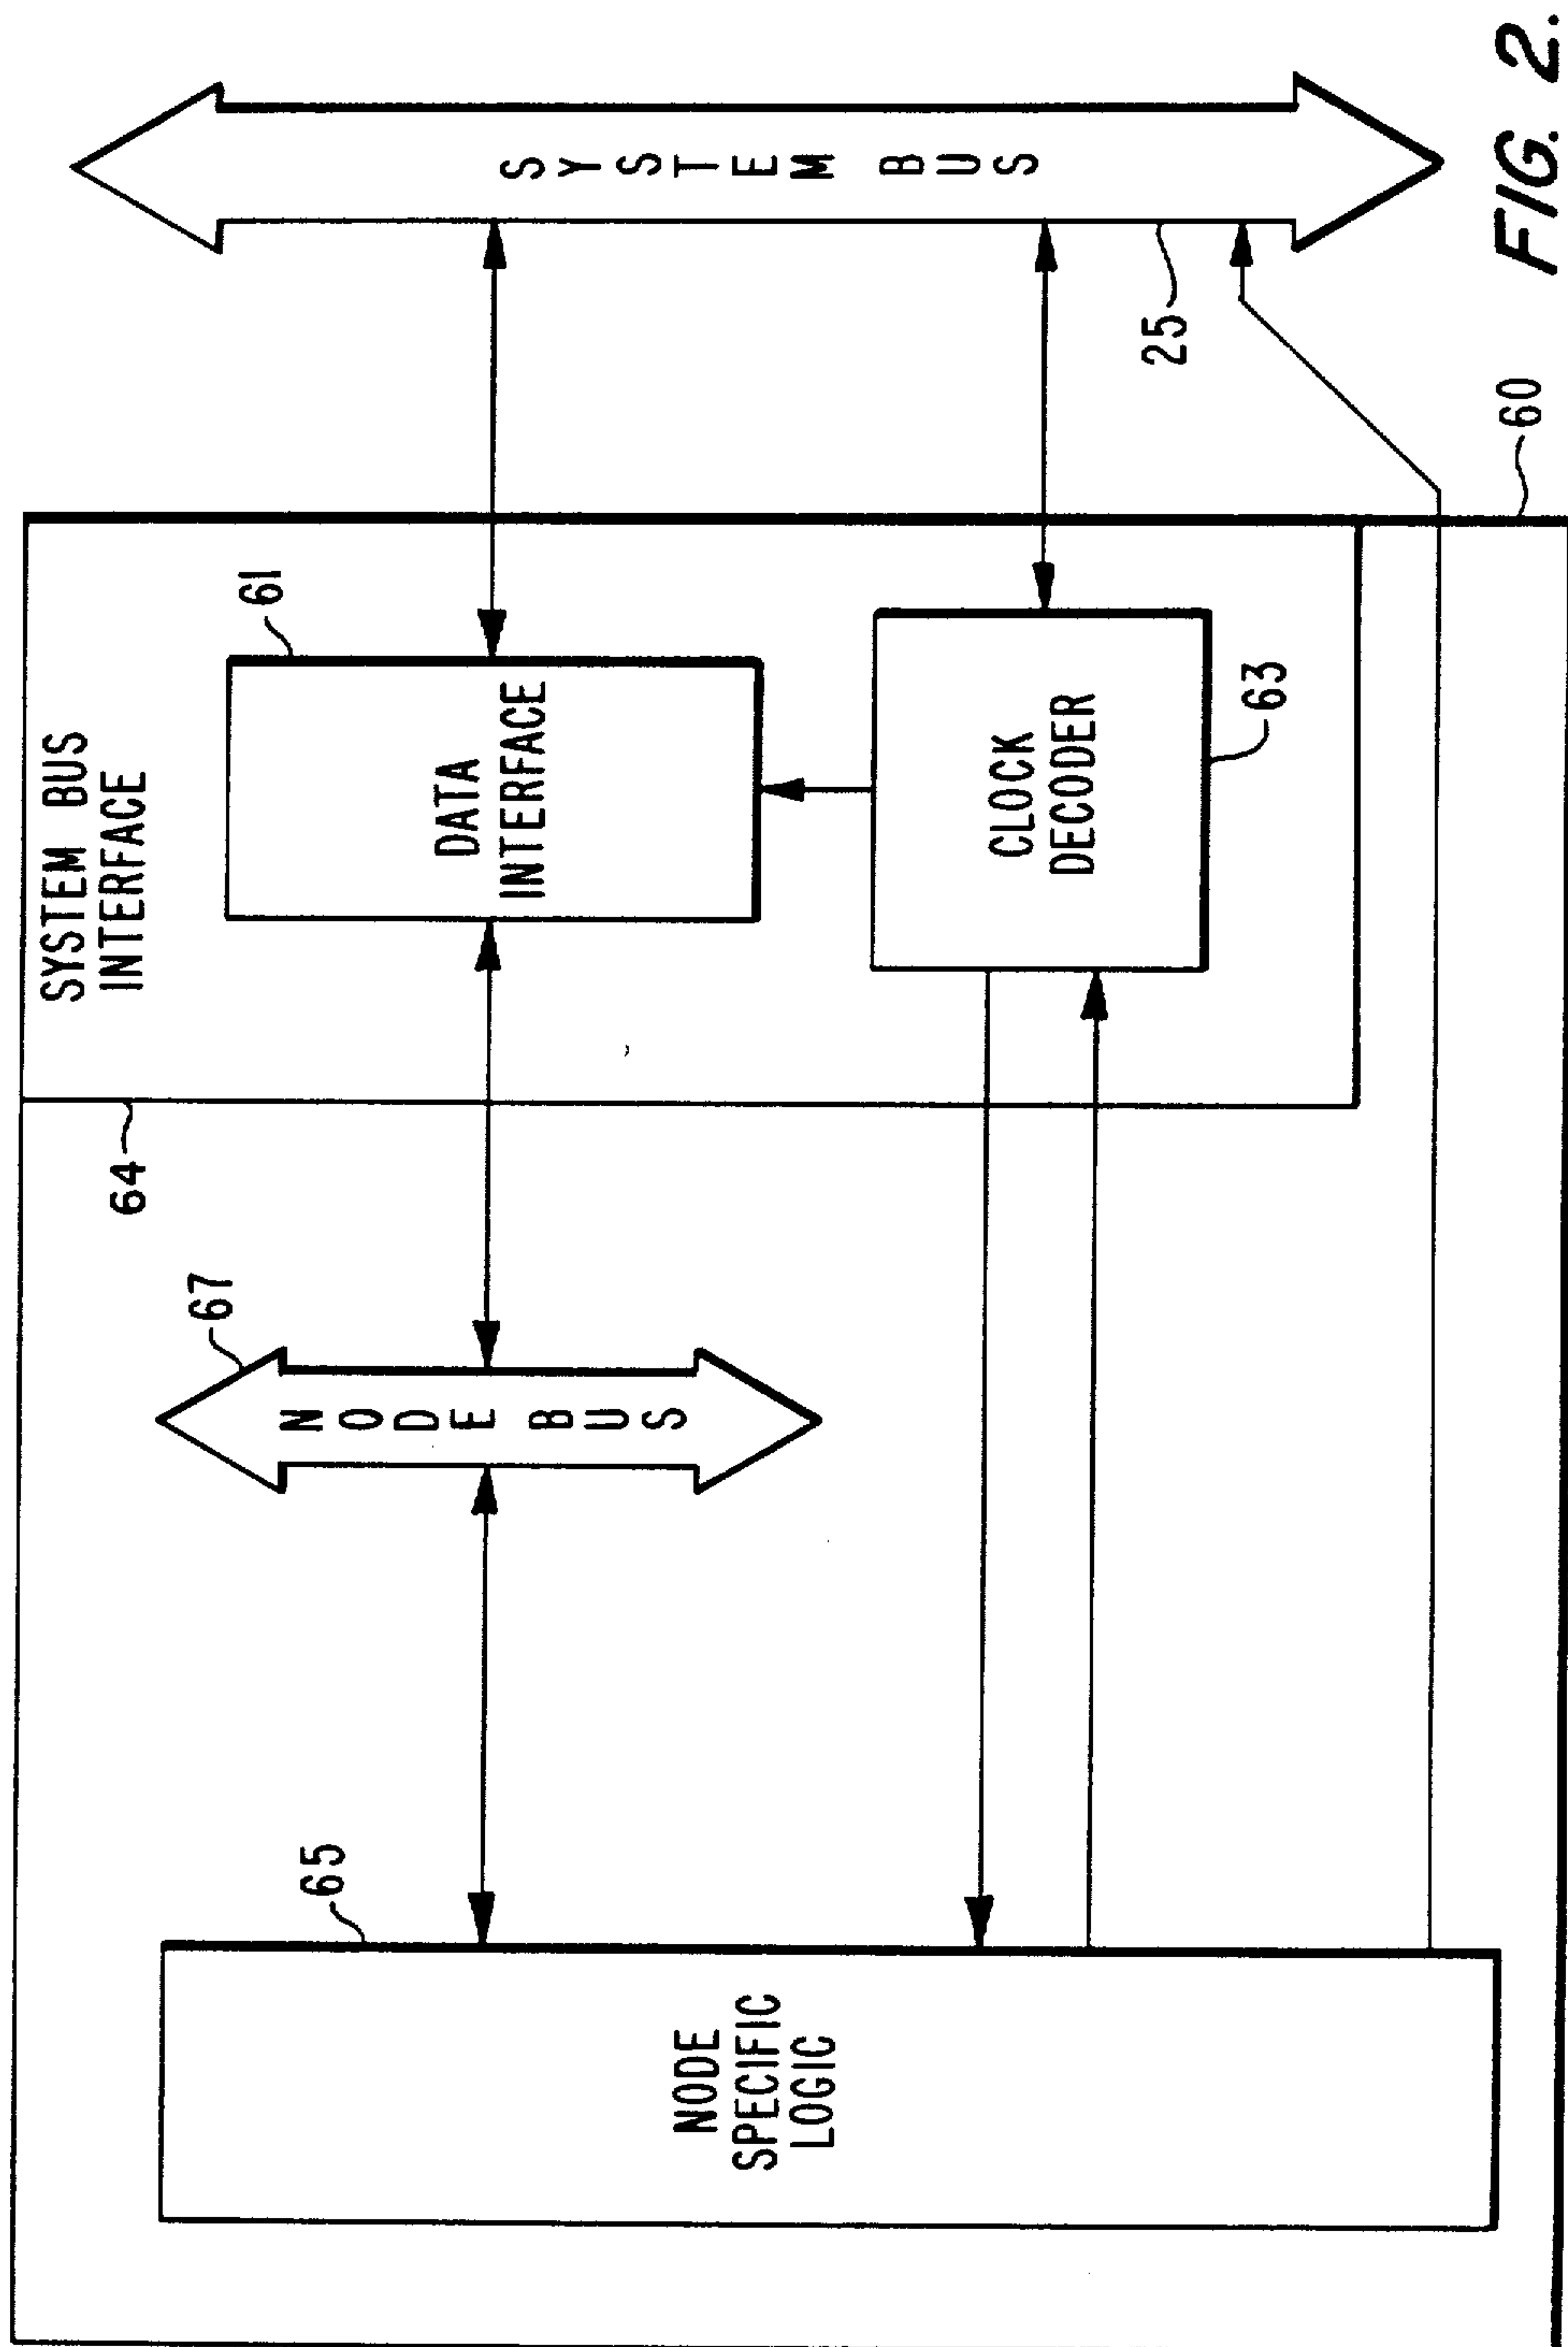 SYSTEM BUS
INTERFACE
61
DATA
INTERFACE
CLOCK
DECODER
63
64
67
NODE BUS
65
NODE
SPECIFIC
LOGIC
SYSTEM BUS
25
60
FIG. 2.